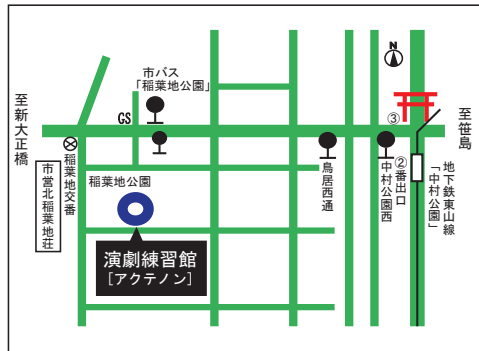 市バス
「稲葉地公園」
N
至新大正橋
GS
③
至笹島
稲葉地交番
市営北稲葉地荘
稲葉地公園
鳥居西通
中村公園西
②番出口
地下鉄東山線
「中村公園」
演劇練習館
［アクテノン］